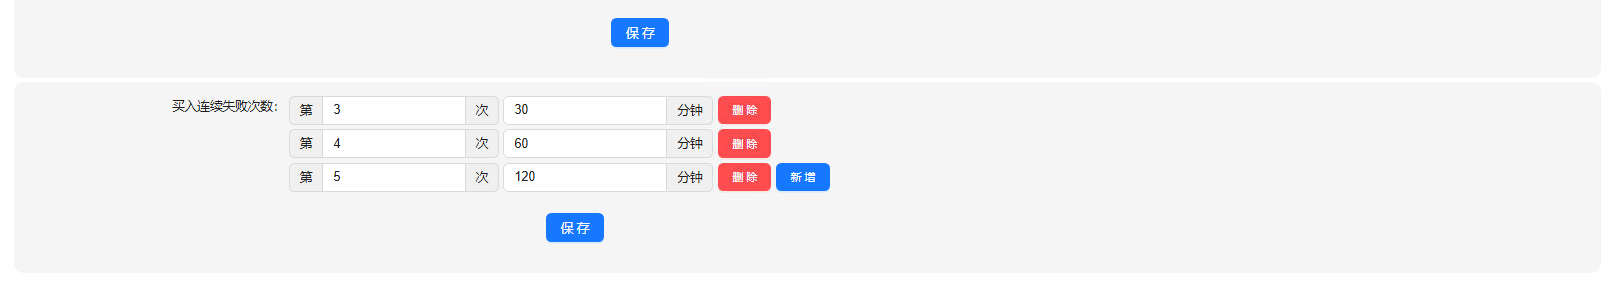 保存
买入连续失败次数： 第 3 次 30 分钟 删除
第 4 次 60 分钟 删除
第 5 次 120 分钟 删除 新增
保存